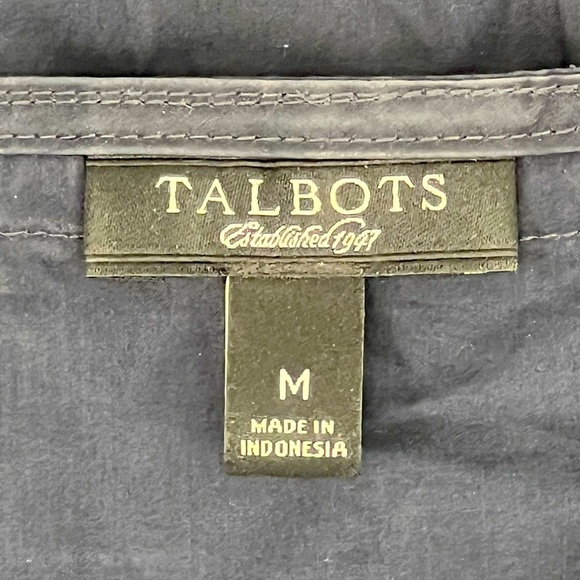 TALBOTS
Established 1947
M
MADE IN
INDONESIA